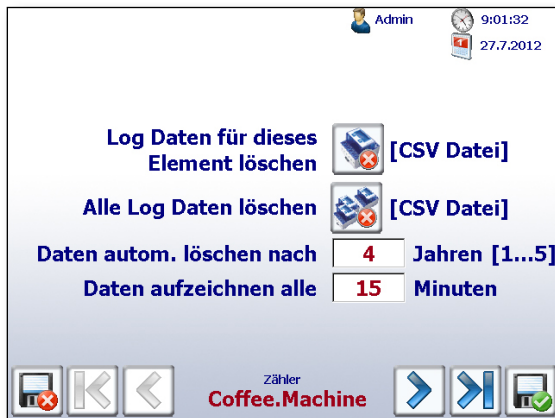 Admin
9:01:32
1
27.7.2012
Log Daten für dieses
Element löschen
[CSV Datei]
Alle Log Daten löschen
[CSV Datei]
Daten autom. löschen nach 4 Jahren [1...5]
Daten aufzeichnen alle 15 Minuten
Zähler
Coffee.Machine